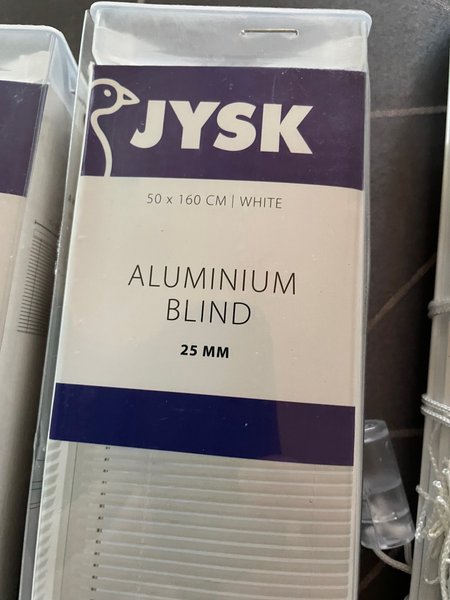 JYSK
50 x 160 CM | WHITE
ALUMINIUM
BLIND
25 MM